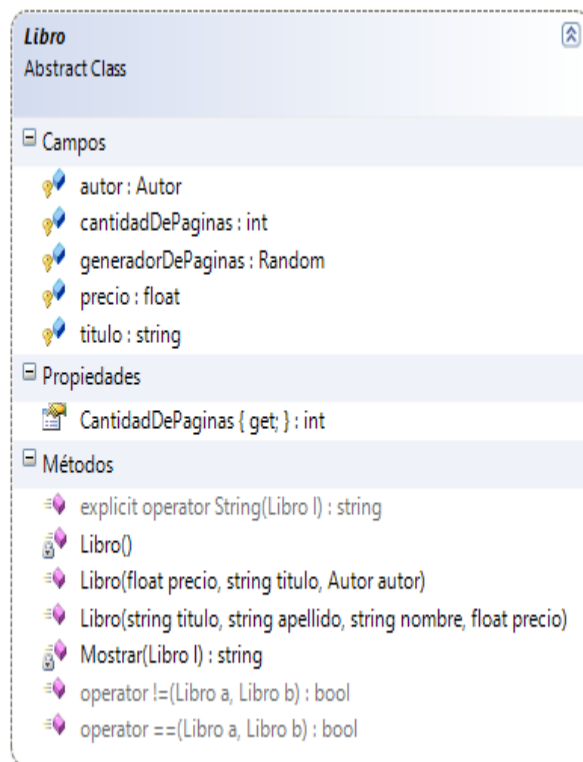 Libro
Abstract Class
Campos
autor : Autor
cantidadDePaginas : int
generadorDePaginas : Random
precio : float
titulo : string
Propiedades
CantidadDePaginas { get; } : int
Métodos
explicit operator String(Libro l) : string
Libro()
Libro(float precio, string titulo, Autor autor)
Libro(string titulo, string apellido, string nombre, float precio)
Mostrar(Libro l) : string
operator !=(Libro a, Libro b) : bool
operator ==(Libro a, Libro b) : bool